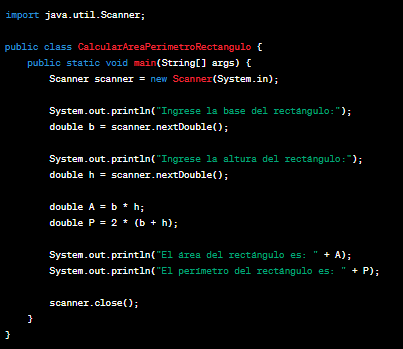 import java.util.Scanner;
public class CalcularAreaPerimetroRectangulo {
public static void main(String[] args) {
Scanner scanner = new Scanner(System.in);
System.out.println("Ingrese la base del rectángulo:");
double b = scanner.nextDouble();
System.out.println("Ingrese la altura del rectángulo:");
double h = scanner.nextDouble();
double A = b * h;
double P = 2 * (b + h);
System.out.println("El área del rectángulo es: " + A);
System.out.println("El perímetro del rectángulo es: " + P);
scanner.close();
}
}